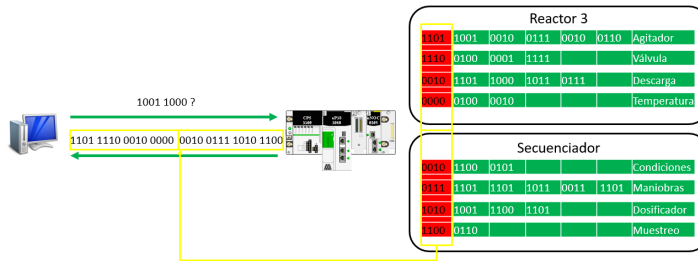 Reactor 3
1101 1001 0010 0111 0010 0110 Agitador
1110 0100 0001 1111 Válvula
0010 1101 1000 1011 0111 Descarga
0000 0100 0010 Temperatura
1001 1000 ?
1101 1110 0010 0000 0010 0111 1010 1100
Secuenciador
0010 1100 0101 Condiciones
0111 1101 1101 1011 0011 1101 Maniobras
1010 1001 1100 1101 Dosificador
1100 0110 Muestreo